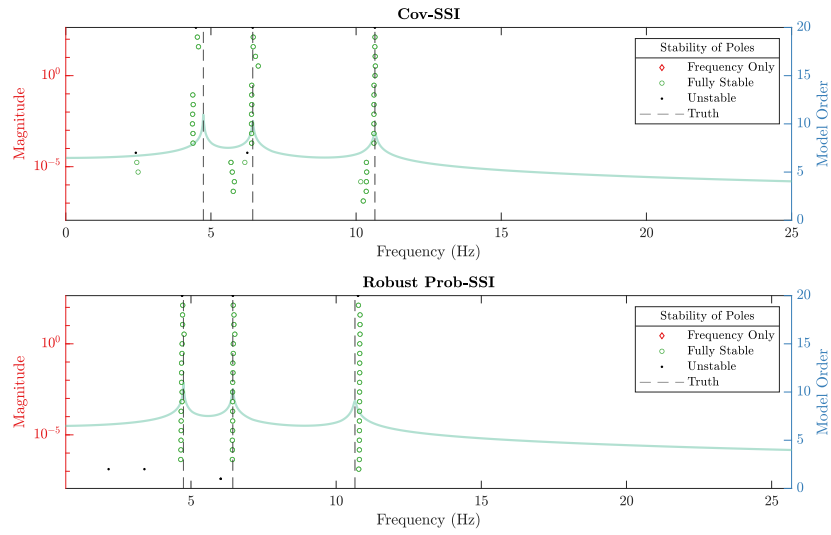 Cov-SSI
Magnitude
10^0
10^-5
0
5
10
15
20
25
Frequency (Hz)
20
15
10
5
0
Model Order
Stability of Poles
Frequency Only
Fully Stable
Unstable
Truth
Robust Prob-SSI
Magnitude
10^0
10^-5
5
10
15
20
25
Frequency (Hz)
20
15
10
5
0
Model Order
Stability of Poles
Frequency Only
Fully Stable
Unstable
Truth